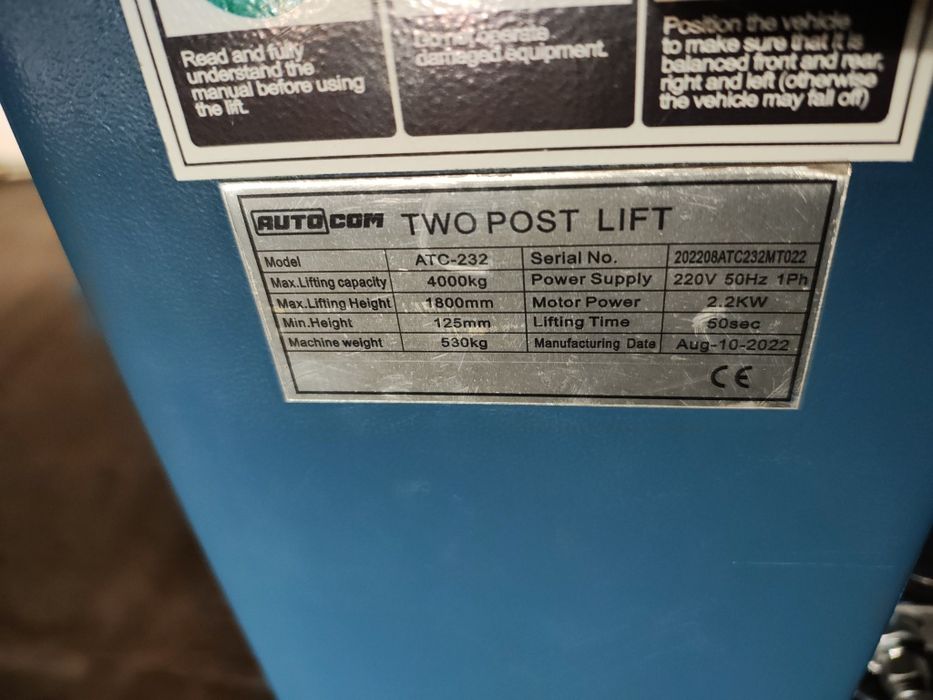 Read and fully
understand the
manual before using
the lift.
Do not operate
damaged equipment.
Position the vehicle
to make sure that it is
balanced front and rear,
right and left (otherwise
the vehicle may fall off)
AUTOCOM TWO POST LIFT
Model ATC-232 Serial No. 202208ATC232MT022
Max.Lifting capacity 4000kg Power Supply 220V 50Hz 1Ph
Max.Lifting Height 1800mm Motor Power 2.2KW
Min.Height 125mm Lifting Time 50sec
Machine weight 530kg Manufacturing Date Aug-10-2022
CE